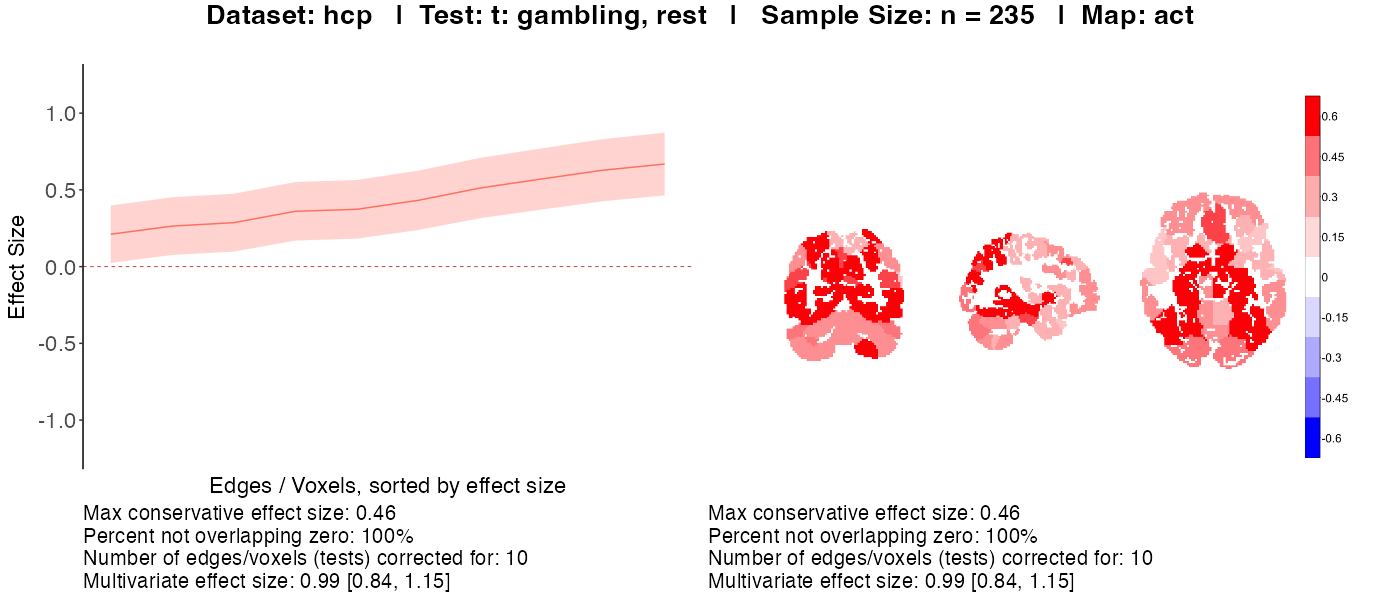 Dataset: hcp | Test: t: gambling, rest | Sample Size: n = 235 | Map: act
Effect Size
1.0
0.5
0.0
-0.5
-1.0
Edges / Voxels, sorted by effect size
Max conservative effect size: 0.46
Percent not overlapping zero: 100%
Number of edges/voxels (tests) corrected for: 10
Multivariate effect size: 0.99 [0.84, 1.15]
0.6
0.45
0.3
0.15
0
-0.15
-0.3
-0.45
-0.6
Max conservative effect size: 0.46
Percent not overlapping zero: 100%
Number of edges/voxels (tests) corrected for: 10
Multivariate effect size: 0.99 [0.84, 1.15]